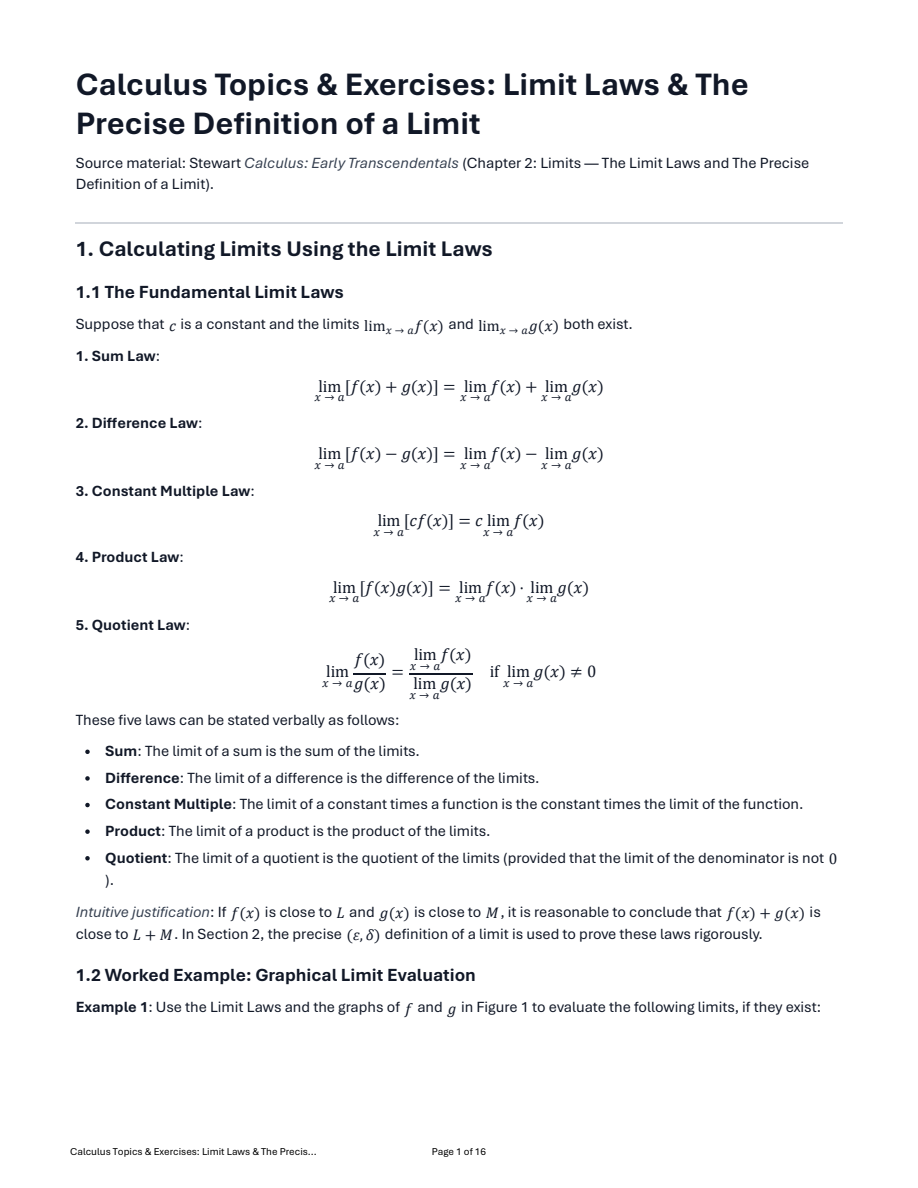 Calculus Topics & Exercises: Limit Laws & The
Precise Definition of a Limit
Source material: Stewart Calculus: Early Transcendentals (Chapter 2: Limits — The Limit Laws and The Precise
Definition of a Limit).
1. Calculating Limits Using the Limit Laws
1.1 The Fundamental Limit Laws
Suppose that c is a constant and the limits lim_{x → a} f(x) and lim_{x → a} g(x) both exist.
1. Sum Law:
lim_{x → a} [f(x) + g(x)] = lim_{x → a} f(x) + lim_{x → a} g(x)
2. Difference Law:
lim_{x → a} [f(x) − g(x)] = lim_{x → a} f(x) − lim_{x → a} g(x)
3. Constant Multiple Law:
lim_{x → a} [cf(x)] = c lim_{x → a} f(x)
4. Product Law:
lim_{x → a} [f(x)g(x)] = lim_{x → a} f(x) · lim_{x → a} g(x)
5. Quotient Law:
lim_{x → a} f(x)/g(x) = lim_{x → a} f(x) / lim_{x → a} g(x) if lim_{x → a} g(x) ≠ 0
These five laws can be stated verbally as follows:
• Sum: The limit of a sum is the sum of the limits.
• Difference: The limit of a difference is the difference of the limits.
• Constant Multiple: The limit of a constant times a function is the constant times the limit of the function.
• Product: The limit of a product is the product of the limits.
• Quotient: The limit of a quotient is the quotient of the limits (provided that the limit of the denominator is not 0
).
Intuitive justification: If f(x) is close to L and g(x) is close to M, it is reasonable to conclude that f(x) + g(x) is
close to L + M. In Section 2, the precise (ε, δ) definition of a limit is used to prove these laws rigorously.
1.2 Worked Example: Graphical Limit Evaluation
Example 1: Use the Limit Laws and the graphs of f and g in Figure 1 to evaluate the following limits, if they exist:
Calculus Topics & Exercises: Limit Laws & The Precis... Page 1 of 16